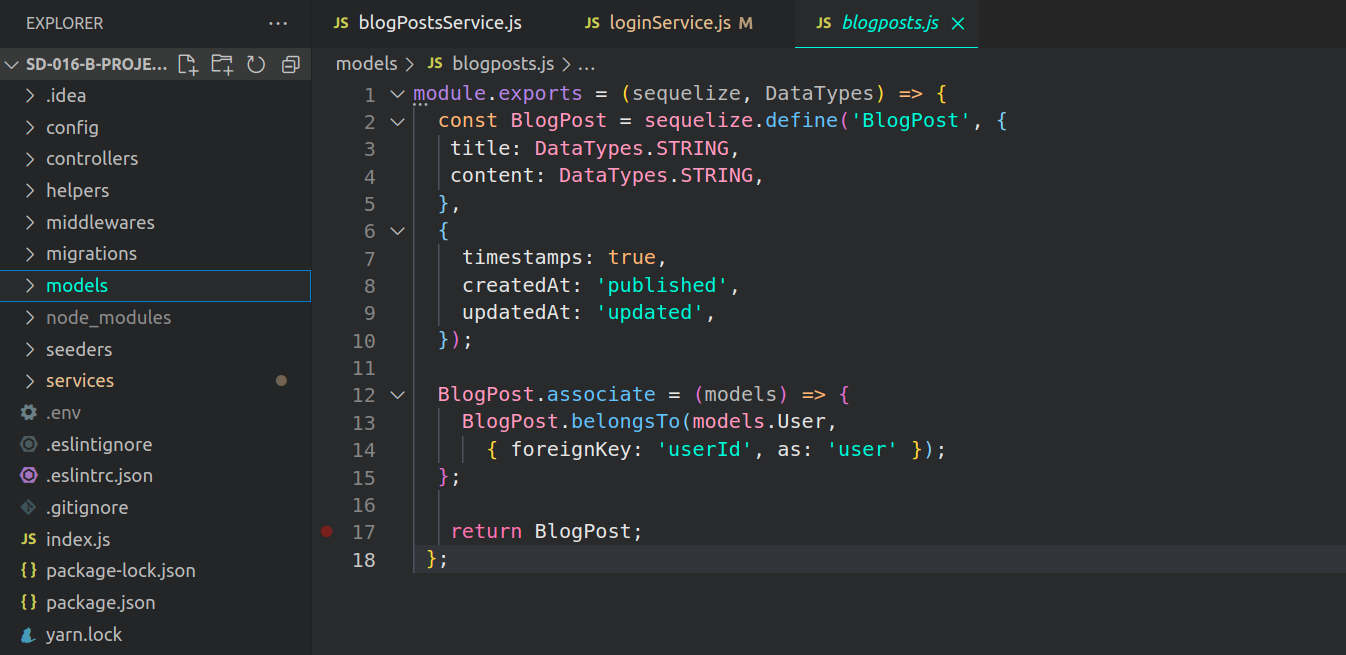 EXPLORER ...
JS blogPostsService.js JS loginService.js M JS blogposts.js ×
SD-016-B-PROJE...
models > JS blogposts.js > ...
.idea
config
controllers
helpers
middlewares
migrations
models
node_modules
seeders
services
.env
.eslintignore
.eslintrc.json
.gitignore
JS index.js
{} package-lock.json
{} package.json
yarn.lock
1 module.exports = (sequelize, DataTypes) => {
2 const BlogPost = sequelize.define('BlogPost', {
3 title: DataTypes.STRING,
4 content: DataTypes.STRING,
5 },
6 {
7 timestamps: true,
8 createdAt: 'published',
9 updatedAt: 'updated',
10 });
11
12 BlogPost.associate = (models) => {
13 BlogPost.belongsTo(models.User,
14 { foreignKey: 'userId', as: 'user' });
15 };
16
17 return BlogPost;
18 };